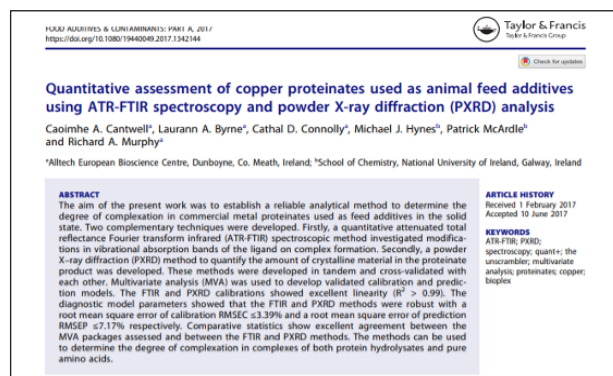 FOOD ADDITIVES & CONTAMINANTS: PART A, 2017
https://doi.org/10.1080/19440049.2017.1342144
Taylor & Francis
Taylor & Francis Group
Check for updates
Quantitative assessment of copper proteinates used as animal feed additives
using ATR-FTIR spectroscopy and powder X-ray diffraction (PXRD) analysis
Caoimhe A. Cantwellᵃ, Laurann A. Byrneᵃ, Cathal D. Connollyᵃ, Michael J. Hynesᵇ, Patrick McArdleᵇ
and Richard A. Murphyᵃ
ᵃAlltech European Bioscience Centre, Dunboyne, Co. Meath, Ireland; ᵇSchool of Chemistry, National University of Ireland, Galway, Ireland
ABSTRACT
The aim of the present work was to establish a reliable analytical method to determine the
degree of complexation in commercial metal proteinates used as feed additives in the solid
state. Two complementary techniques were developed. Firstly, a quantitative attenuated total
reflectance Fourier transform infrared (ATR-FTIR) spectroscopic method investigated modifica-
tions in vibrational absorption bands of the ligand on complex formation. Secondly, a powder
X-ray diffraction (PXRD) method to quantify the amount of crystalline material in the proteinate
product was developed. These methods were developed in tandem and cross-validated with
each other. Multivariate analysis (MVA) was used to develop validated calibration and predic-
tion models. The FTIR and PXRD calibrations showed excellent linearity (R² > 0.99). The
diagnostic model parameters showed that the FTIR and PXRD methods were robust with a
root mean square error of calibration RMSEC ≤3.39% and a root mean square error of prediction
RMSEP ≤7.17% respectively. Comparative statistics show excellent agreement between the
MVA packages assessed and between the FTIR and PXRD methods. The methods can be used
to determine the degree of complexation in complexes of both protein hydrolysates and pure
amino acids.
ARTICLE HISTORY
Received 1 February 2017
Accepted 10 June 2017
KEYWORDS
ATR-FTIR; PXRD;
spectroscopy; quant+; the
unscrambler; multivariate
analysis; proteinates; copper;
bioplex